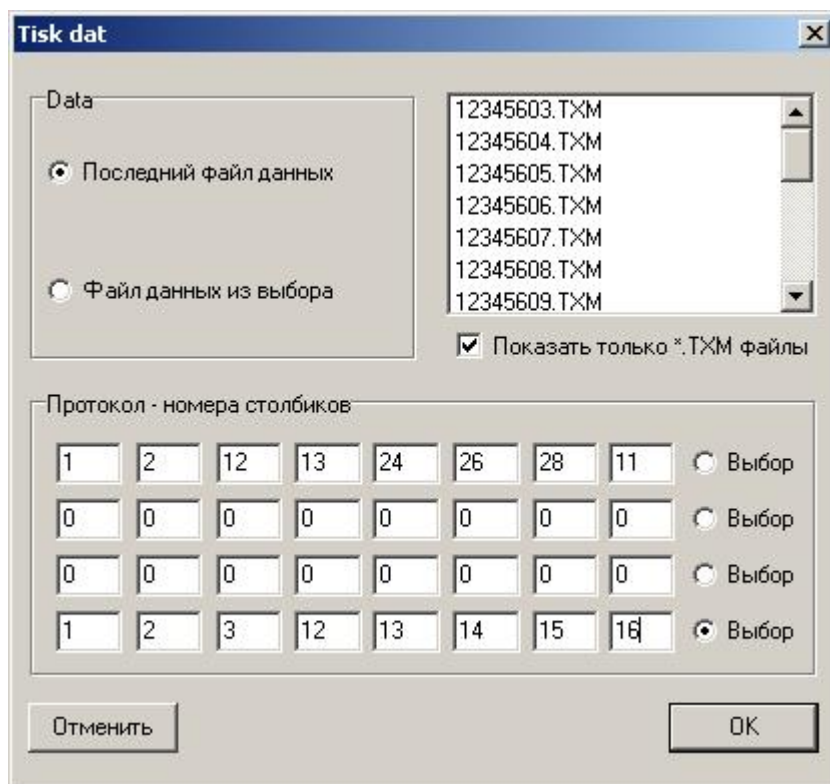 Tisk dat
Data
Последний файл данных
Файл данных из выбора
12345603.TXM
12345604.TXM
12345605.TXM
12345606.TXM
12345607.TXM
12345608.TXM
12345609.TXM
Показать только *.TXM файлы
Протокол - номера столбиков
1 2 12 13 24 26 28 11 Выбор
0 0 0 0 0 0 0 0 Выбор
0 0 0 0 0 0 0 0 Выбор
1 2 3 12 13 14 15 16 Выбор
Отменить OK